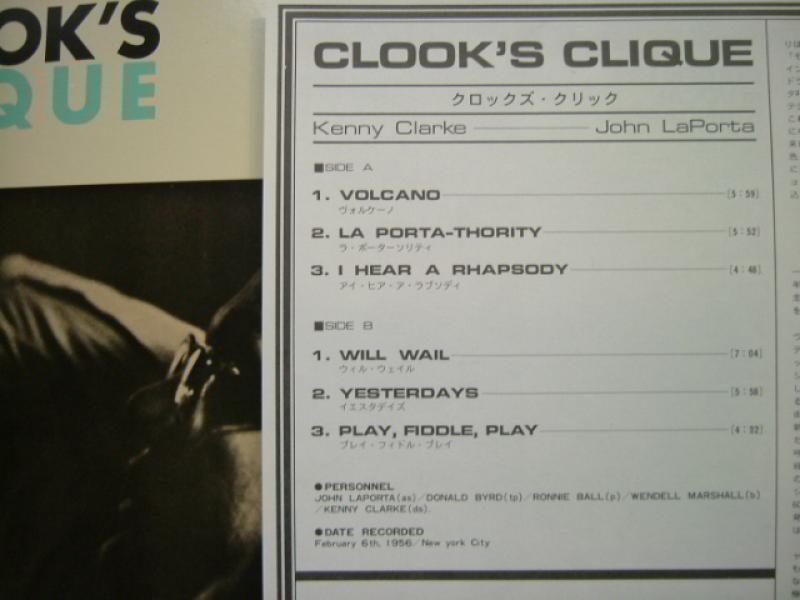 OK'S
QUE
CLOOK'S CLIQUE
クロックズ・クリック
Kenny Clarke John LaPorta
■SIDE A
1. VOLCANO [5:59]
ヴォルケーノ
2. LA PORTA-THORITY [5:52]
ラ・ポーターソリティ
3. I HEAR A RHAPSODY [4:48]
アイ・ヒア・ア・ラプソディ
■SIDE B
1. WILL WAIL [7:04]
ウィル・ウェイル
2. YESTERDAYS [5:58]
イエスタデイズ
3. PLAY, FIDDLE, PLAY [4:32]
プレイ・フィドル・プレイ
●PERSONNEL
JOHN LAPORTA(as)/DONALD BYRD(tp)/RONNIE BALL(p)/WENDELL MARSHALL(b)
/KENNY CLARKE(ds).
●DATE RECORDED
February 6th, 1956/New york City